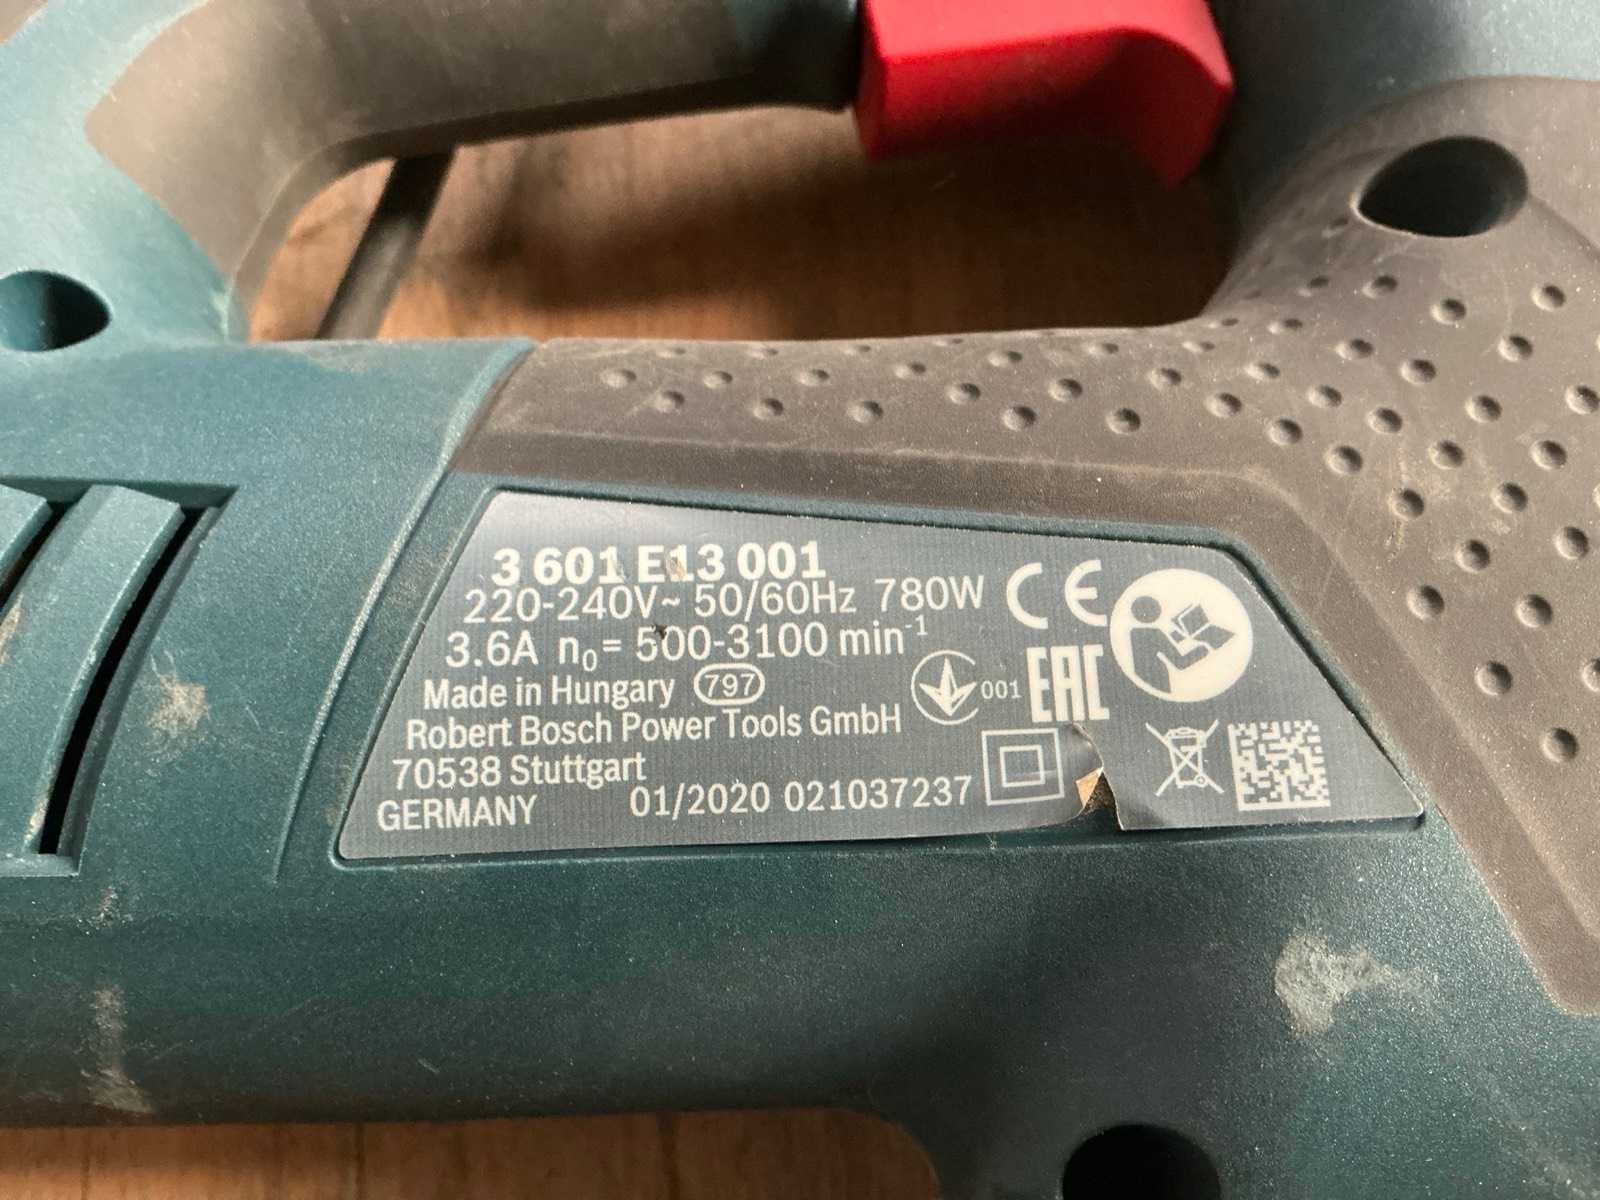 3 601 E13 001
220-240V~ 50/60Hz 780W
3.6A n₀= 500-3100 min⁻¹
Made in Hungary 797
Robert Bosch Power Tools GmbH
70538 Stuttgart
GERMANY 01/2020 021037237
CE
001
EAC